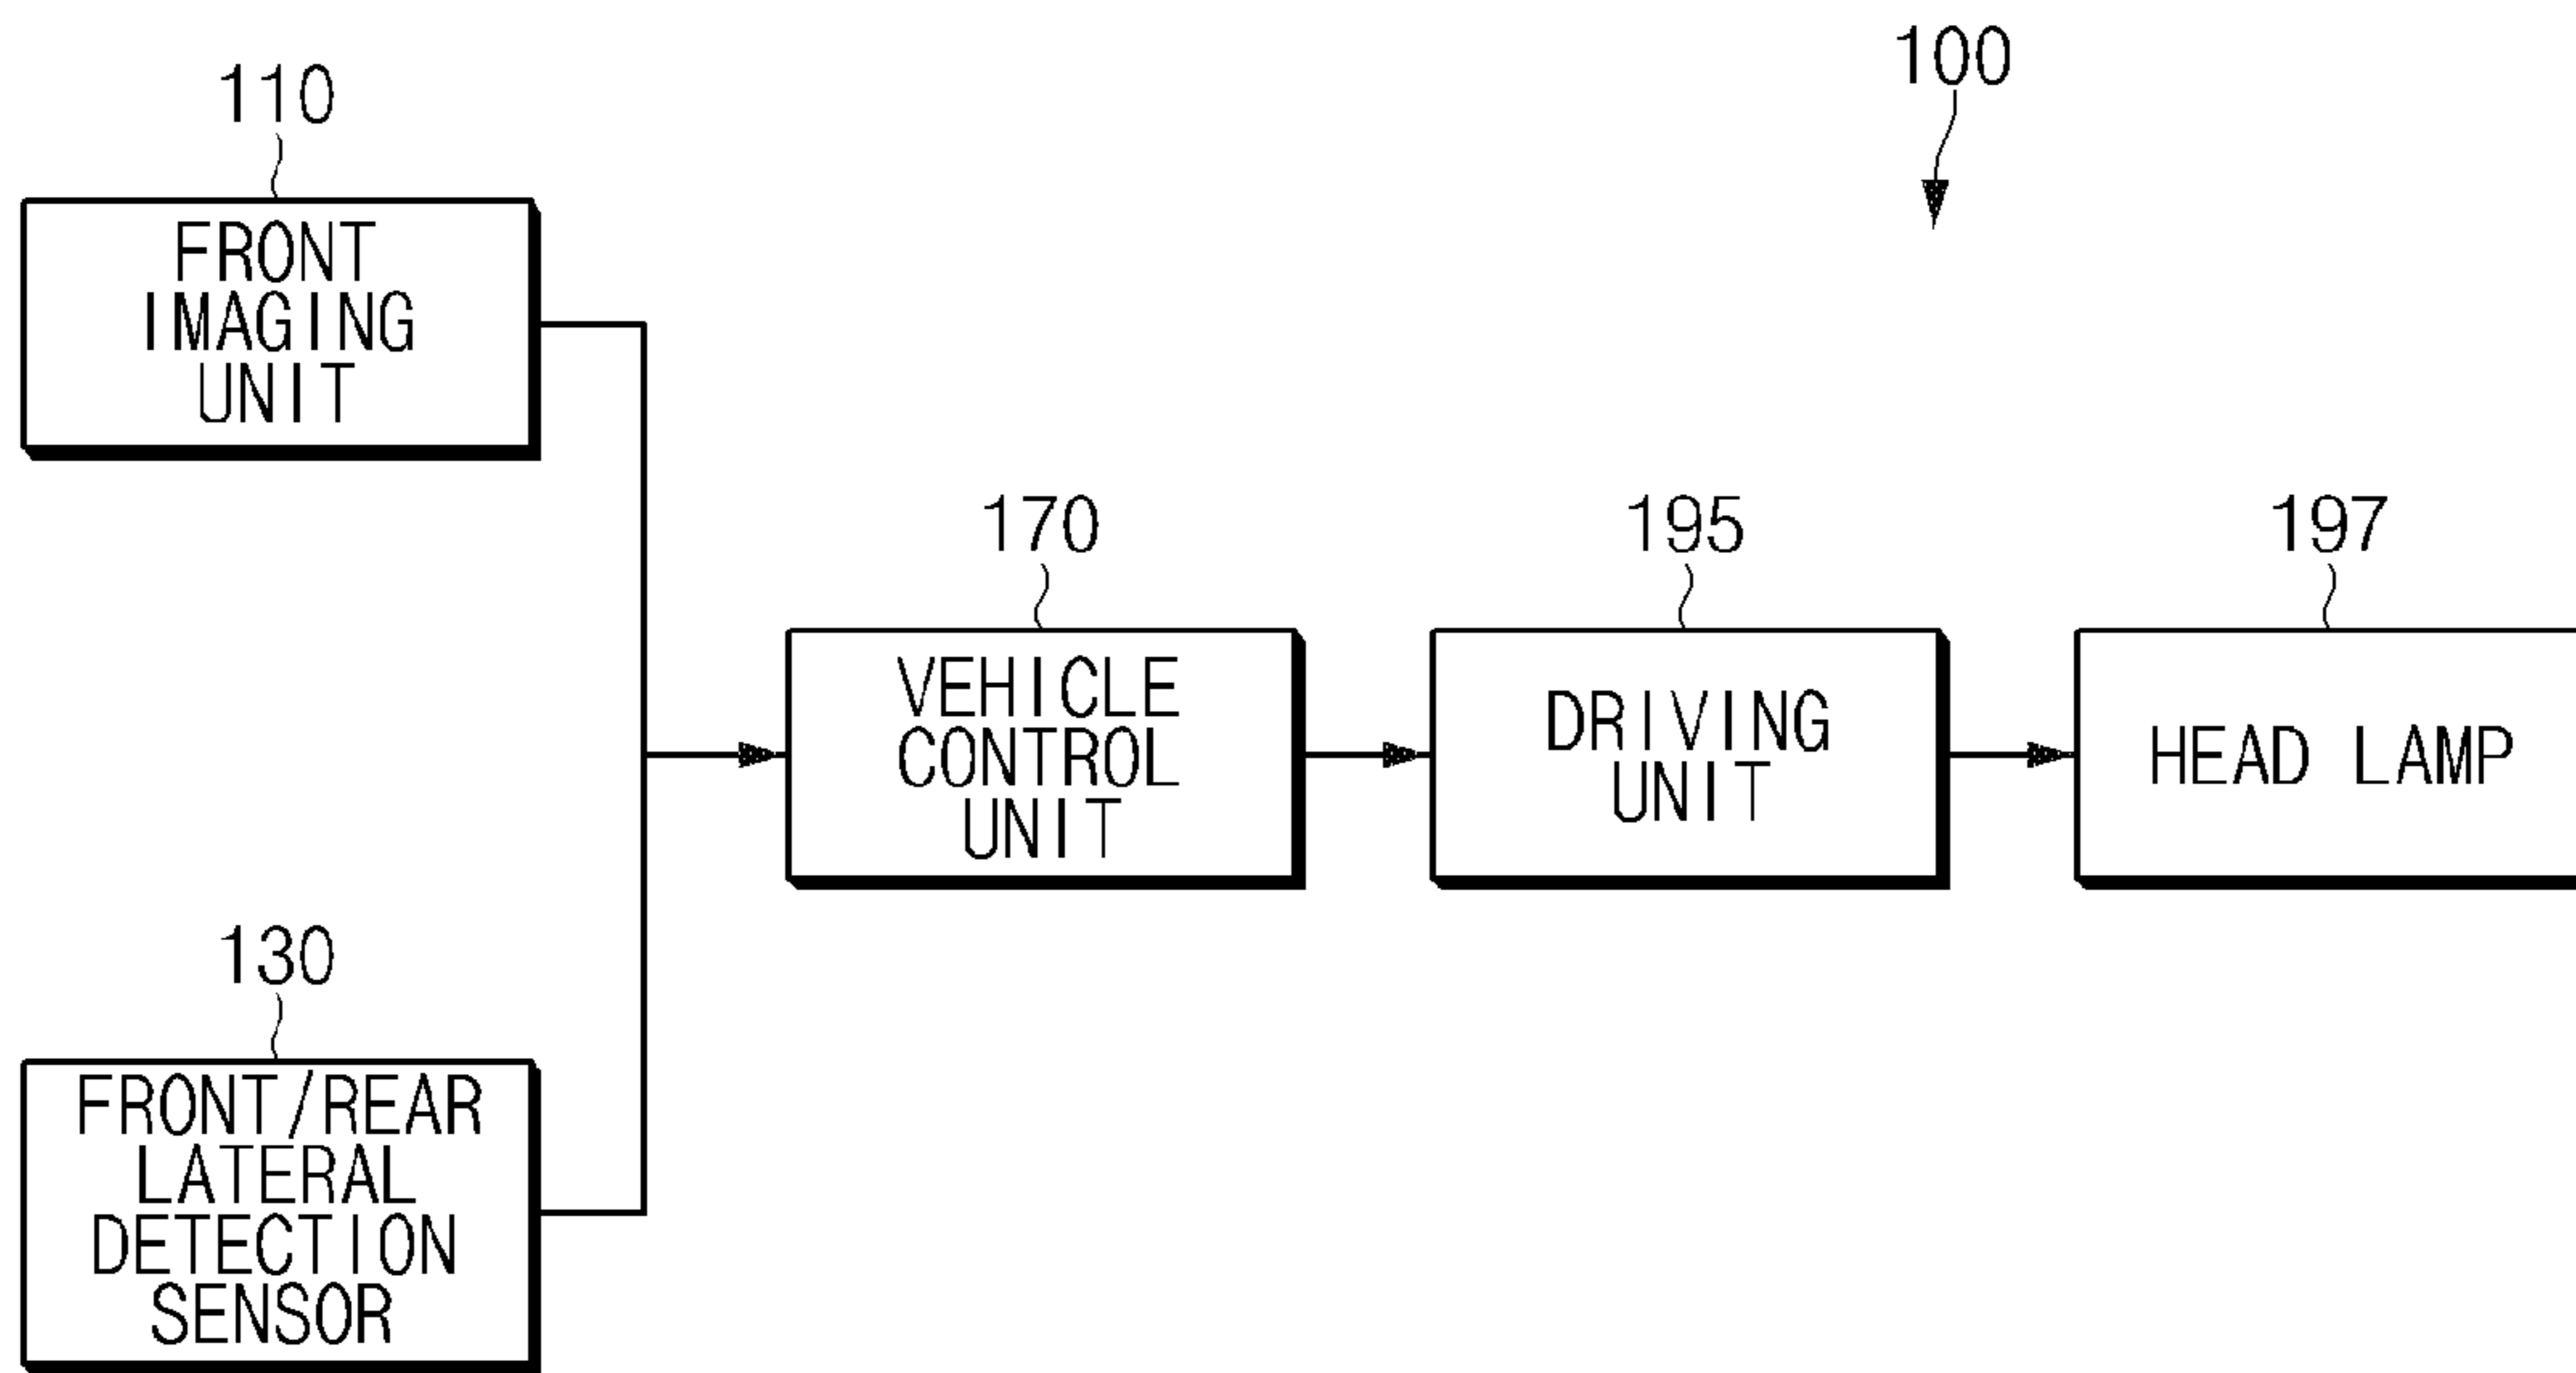 100
110
FRONT
IMAGING
UNIT
170
VEHICLE
CONTROL
UNIT
195
DRIVING
UNIT
197
HEAD LAMP
130
FRONT/REAR
LATERAL
DETECTION
SENSOR